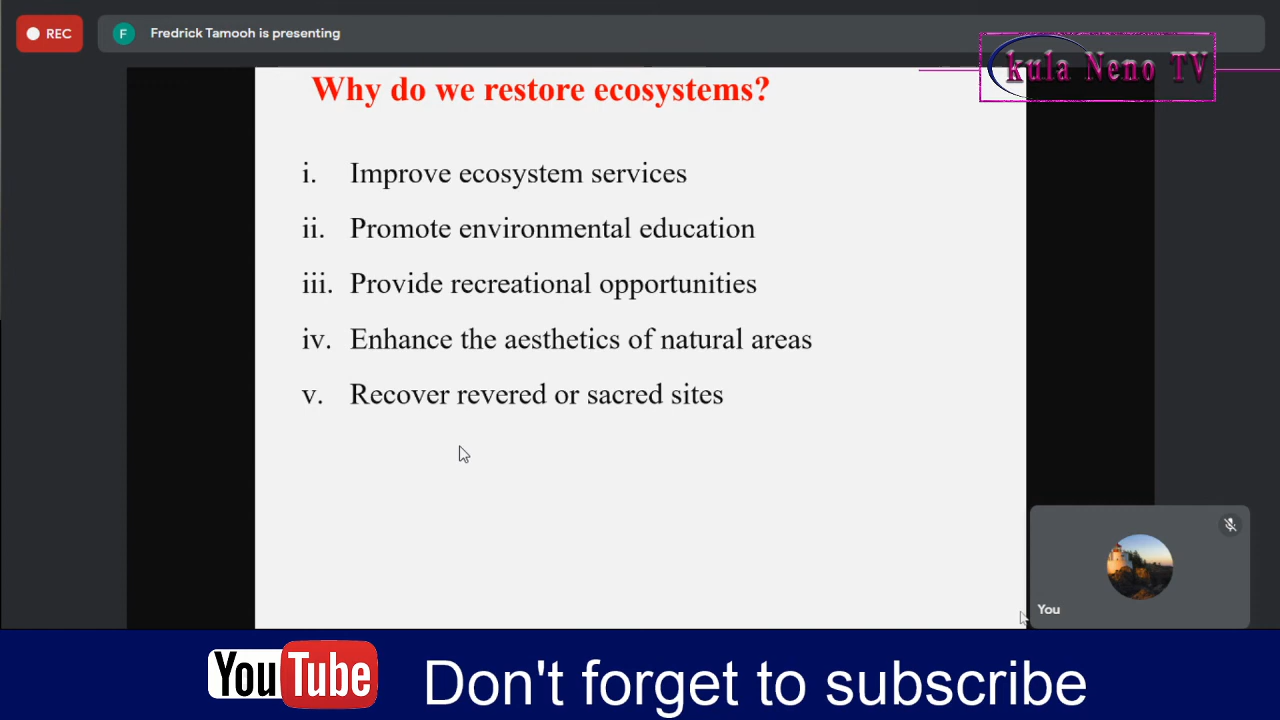 REC
F
Fredrick Tamooh is presenting
kula Neno TV
Why do we restore ecosystems?
i. Improve ecosystem services
ii. Promote environmental education
iii. Provide recreational opportunities
iv. Enhance the aesthetics of natural areas
v. Recover revered or sacred sites
You
YouTube Don't forget to subscribe